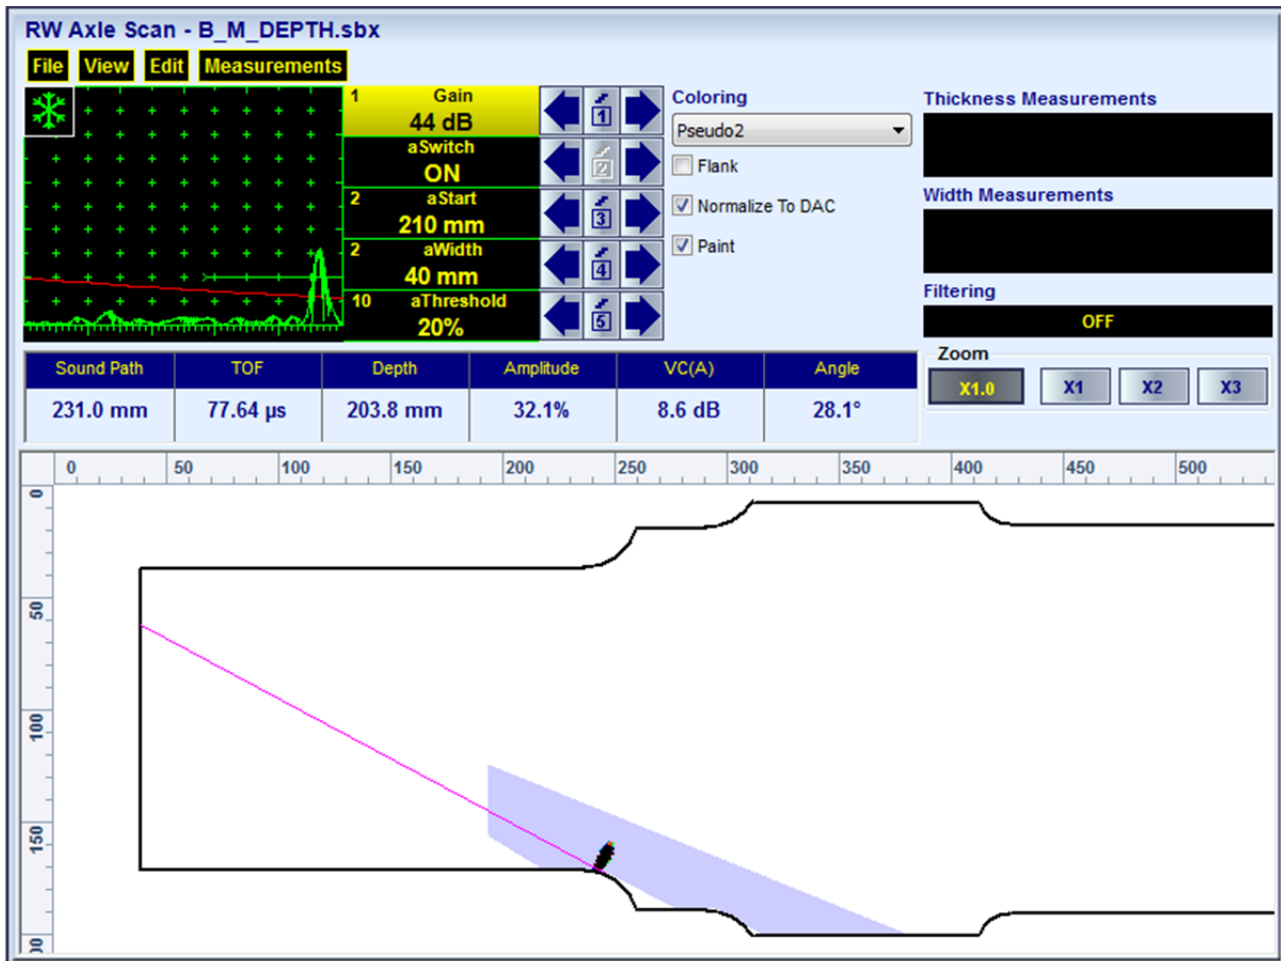 RW Axle Scan - B_M_DEPTH.sbx
File View Edit Measurements
1 Gain
44 dB
1
aSwitch
ON
2
2 aStart
210 mm
3
2 aWidth
40 mm
4
10 aThreshold
20%
5
Coloring
Pseudo2
Flank
Normalize To DAC
Paint
Thickness Measurements
Width Measurements
Filtering
OFF
Zoom
X1.0 X1 X2 X3
Sound Path TOF Depth Amplitude VC(A) Angle
231.0 mm 77.64 µs 203.8 mm 32.1% 8.6 dB 28.1°
0 50 100 150 200 250 300 350 400 450 500
0
50
100
150